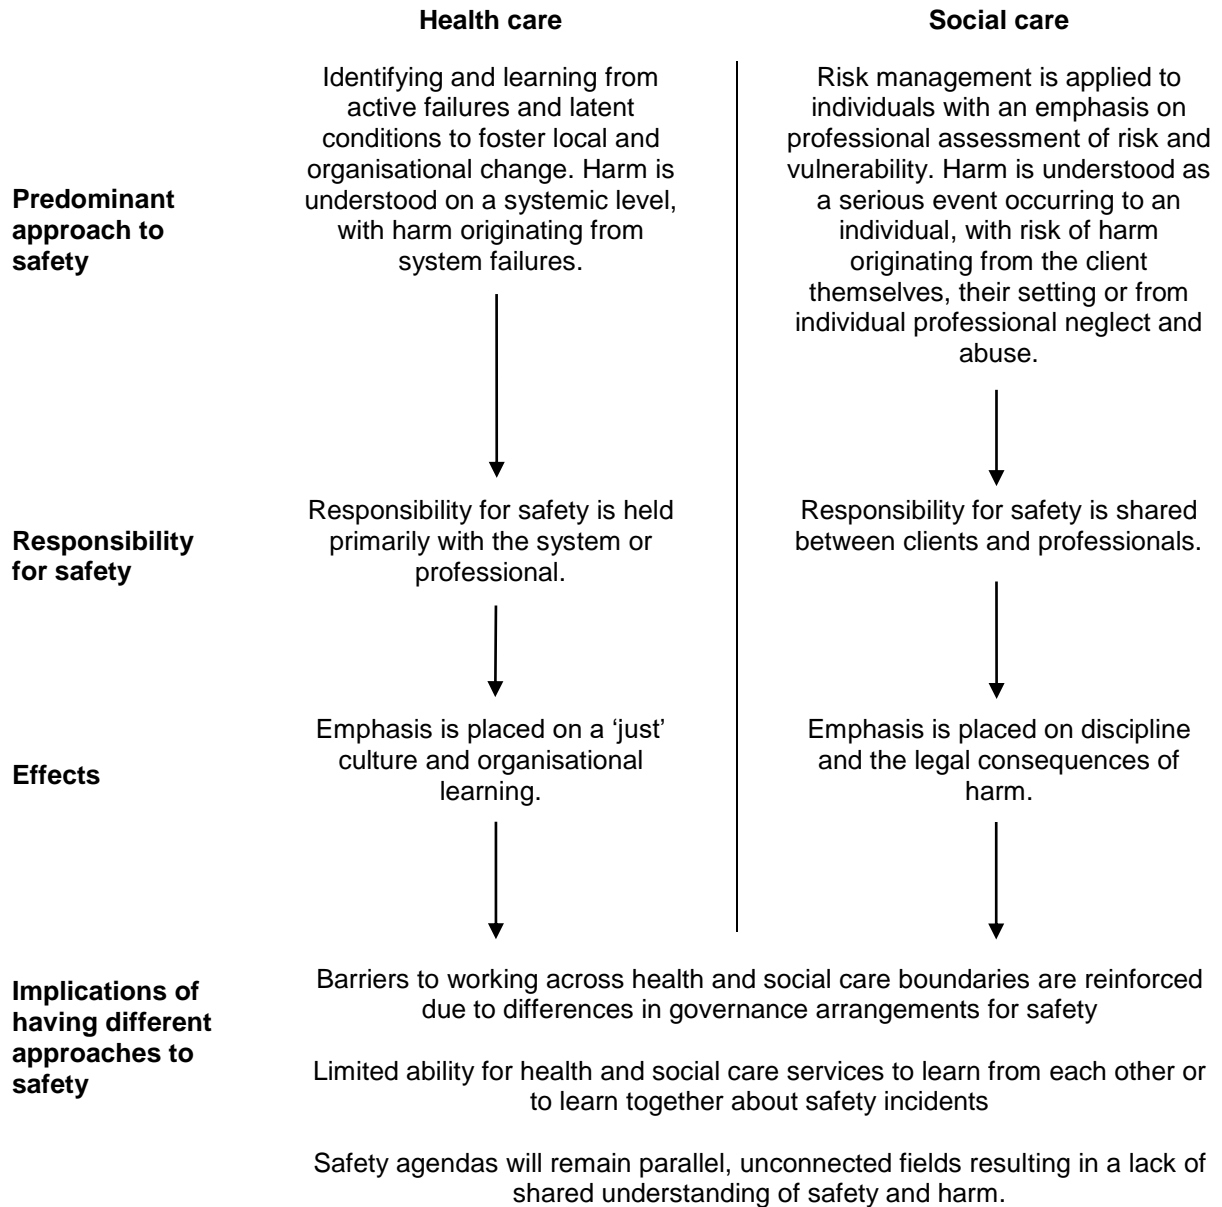 Health care
Social care
Predominant
approach to
safety
Identifying and learning from
active failures and latent
conditions to foster local and
organisational change. Harm is
understood on a systemic level,
with harm originating from
system failures.
Risk management is applied to
individuals with an emphasis on
professional assessment of risk and
vulnerability. Harm is understood as
a serious event occurring to an
individual, with risk of harm
originating from the client
themselves, their setting or from
individual professional neglect and
abuse.
Responsibility
for safety
Responsibility for safety is held
primarily with the system or
professional.
Responsibility for safety is shared
between clients and professionals.
Effects
Emphasis is placed on a ‘just’
culture and organisational
learning.
Emphasis is placed on discipline
and the legal consequences of
harm.
Implications of
having different
approaches to
safety
Barriers to working across health and social care boundaries are reinforced
due to differences in governance arrangements for safety
Limited ability for health and social care services to learn from each other or
to learn together about safety incidents
Safety agendas will remain parallel, unconnected fields resulting in a lack of
shared understanding of safety and harm.